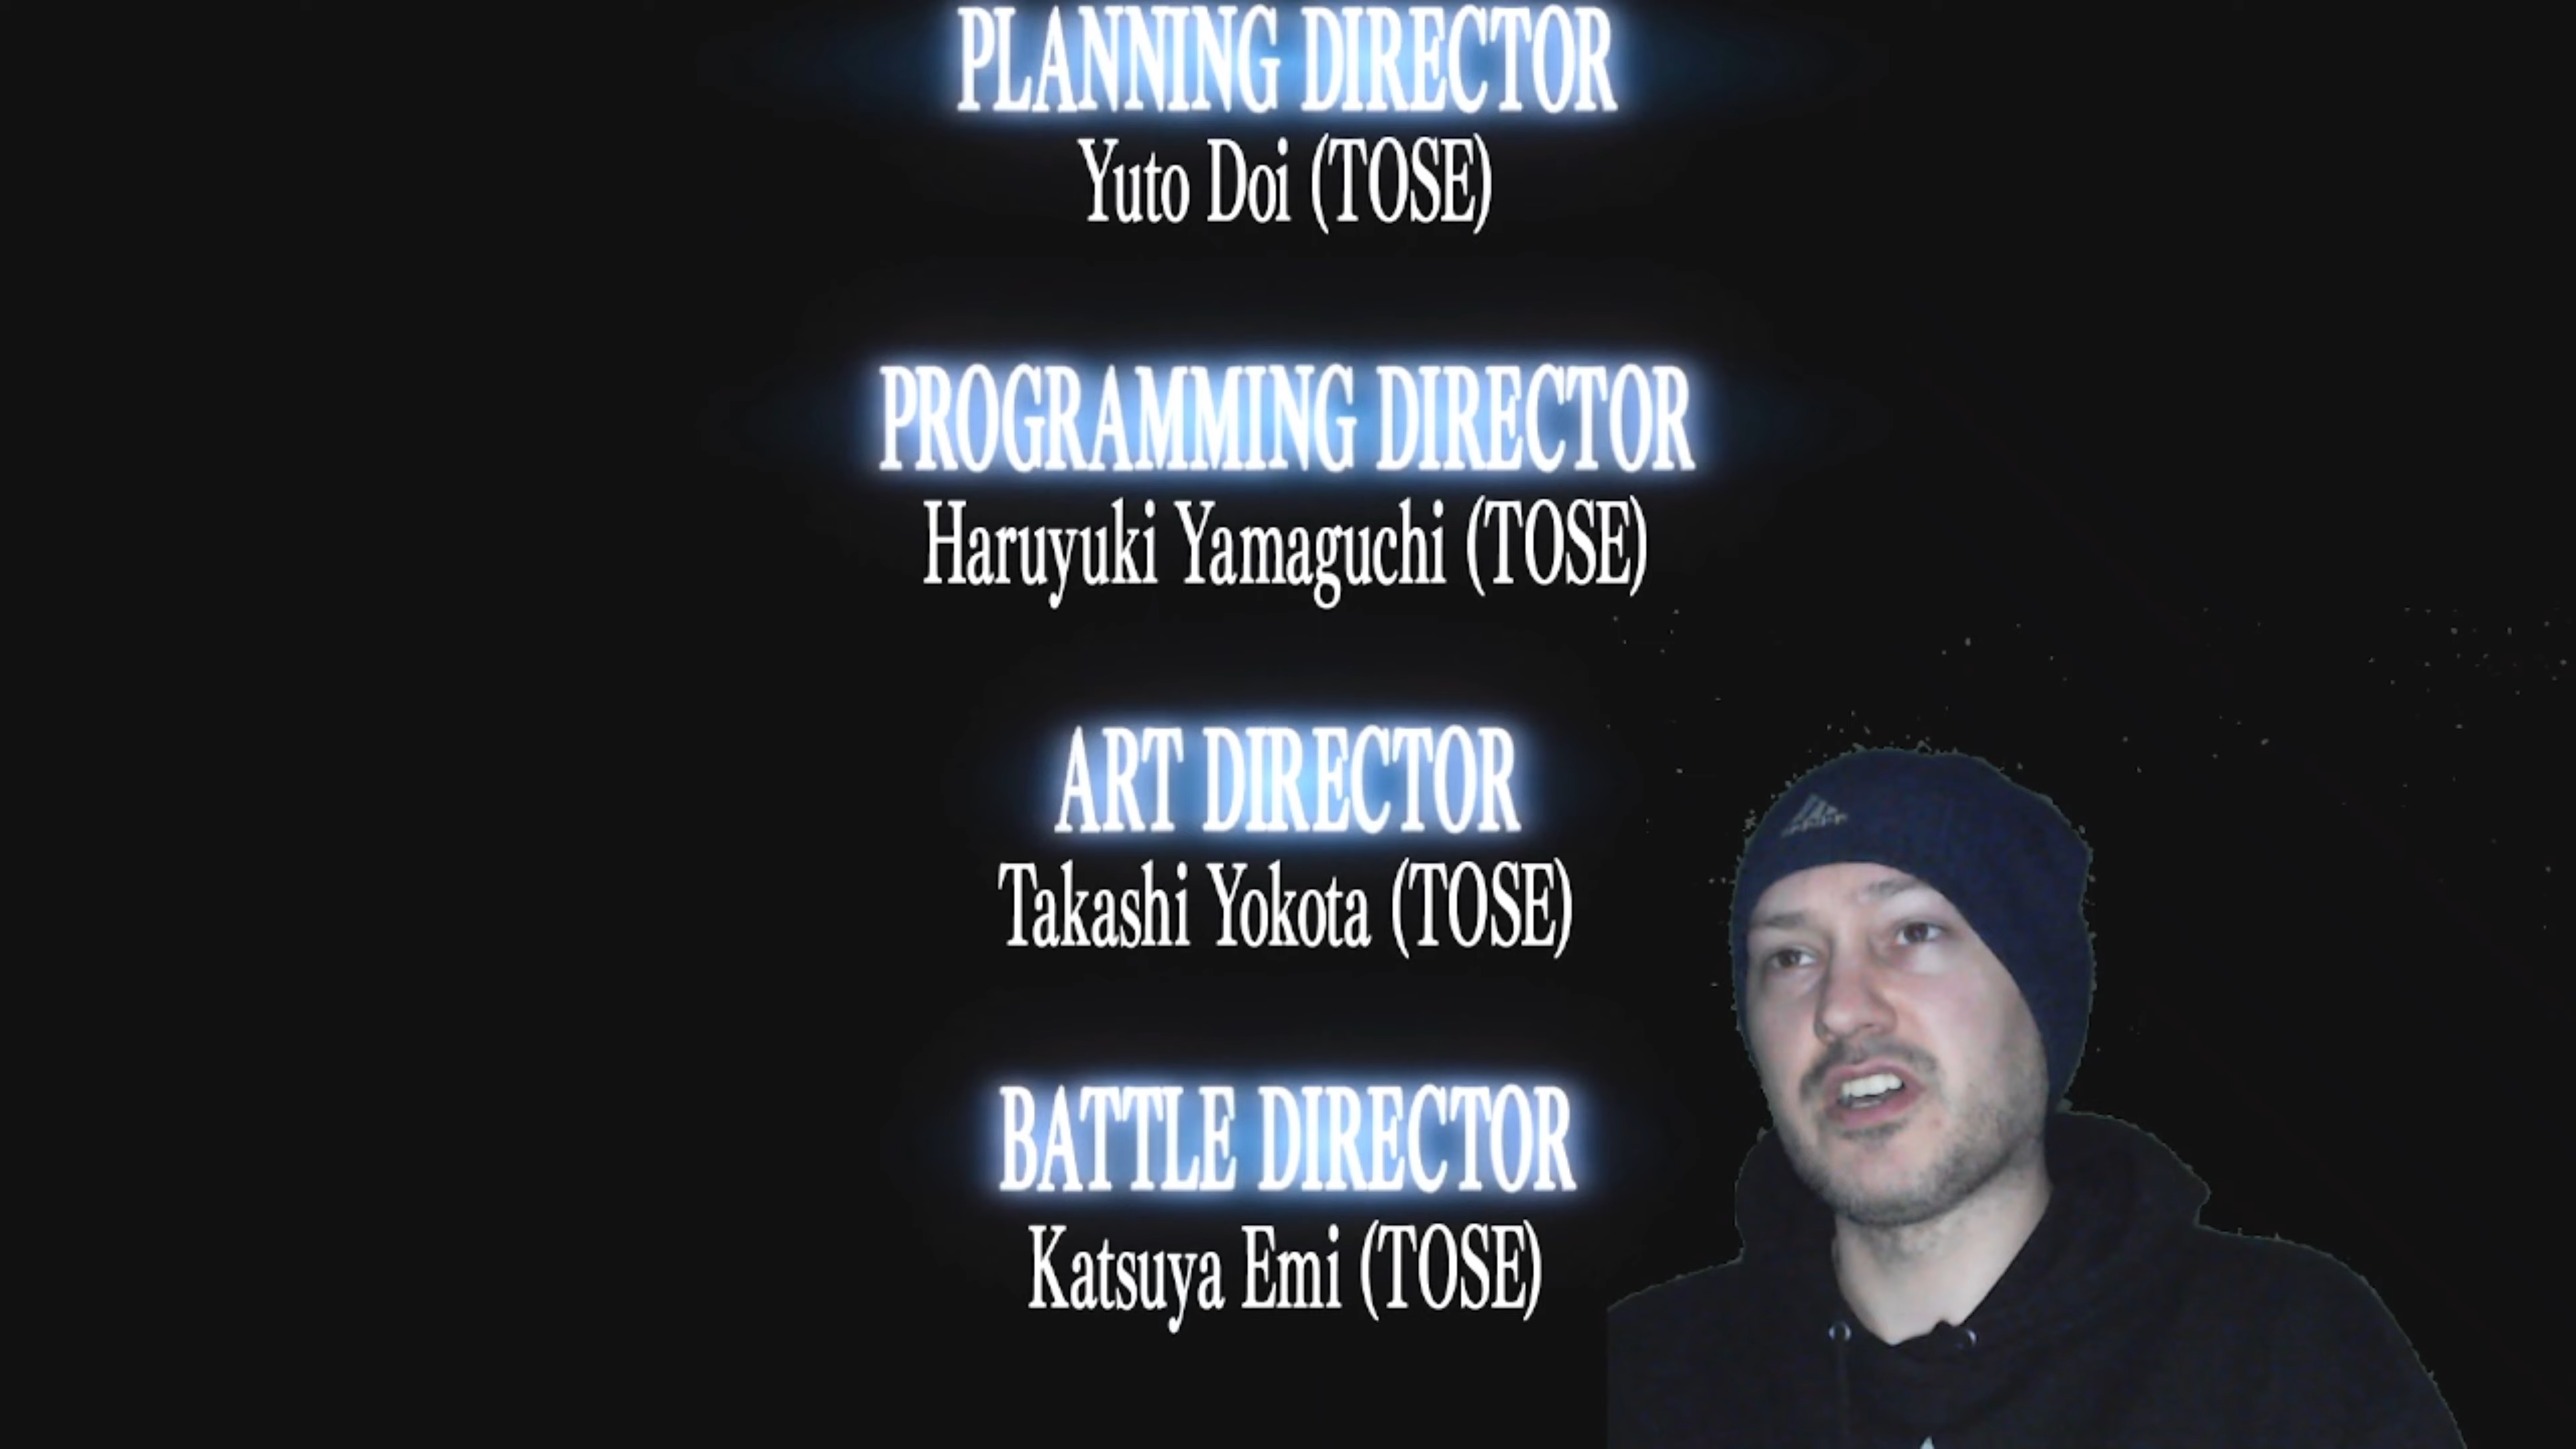 PLANNING DIRECTOR
Yuto Doi (TOSE)
PROGRAMMING DIRECTOR
Haruyuki Yamaguchi (TOSE)
ART DIRECTOR
Takashi Yokota (TOSE)
BATTLE DIRECTOR
Katsuya Emi (TOSE)